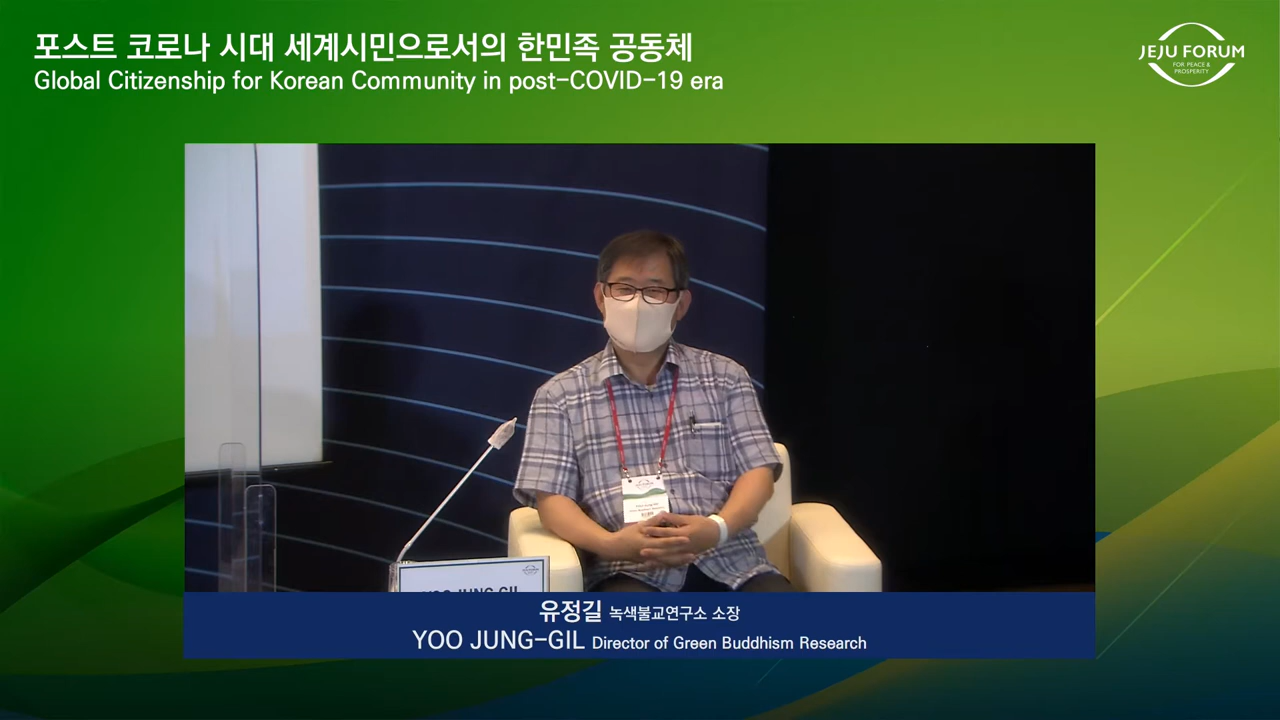 포스트 코로나 시대 세계시민으로서의 한민족 공동체
Global Citizenship for Korean Community in post-COVID-19 era
JEJU FORUM
FOR PEACE &
PROSPERITY
YOO JUNG GIL
유정길 녹색불교연구소 소장
YOO JUNG-GIL Director of Green Buddhism Research